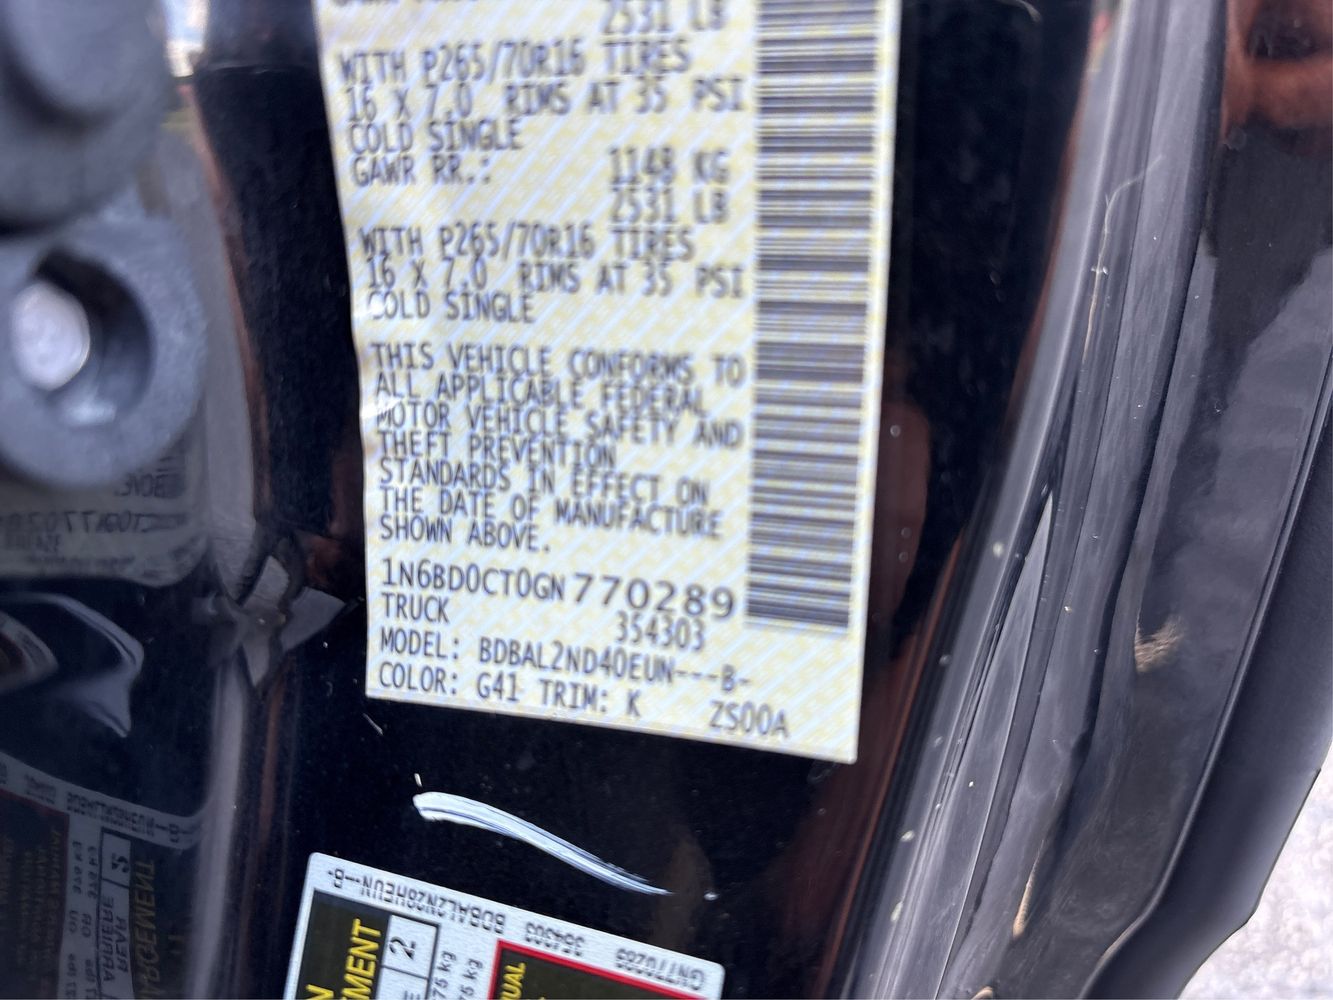 2531 LB
WITH P265/70R16 TIRES
16 X 7.0 RIMS AT 35 PSI
COLD SINGLE
GAWR RR.: 1148 KG
2531 LB
WITH P265/70R16 TIRES
16 X 7.0 RIMS AT 35 PSI
COLD SINGLE
THIS VEHICLE CONFORMS TO
ALL APPLICABLE FEDERAL
MOTOR VEHICLE SAFETY AND
THEFT PREVENTION
STANDARDS IN EFFECT ON
THE DATE OF MANUFACTURE
SHOWN ABOVE.
1N6BD0CT0GN770289
TRUCK 354303
MODEL: BDBAL2ND40EUN---B-
COLOR: G41 TRIM: K ZS00A
GN770289
354303
2